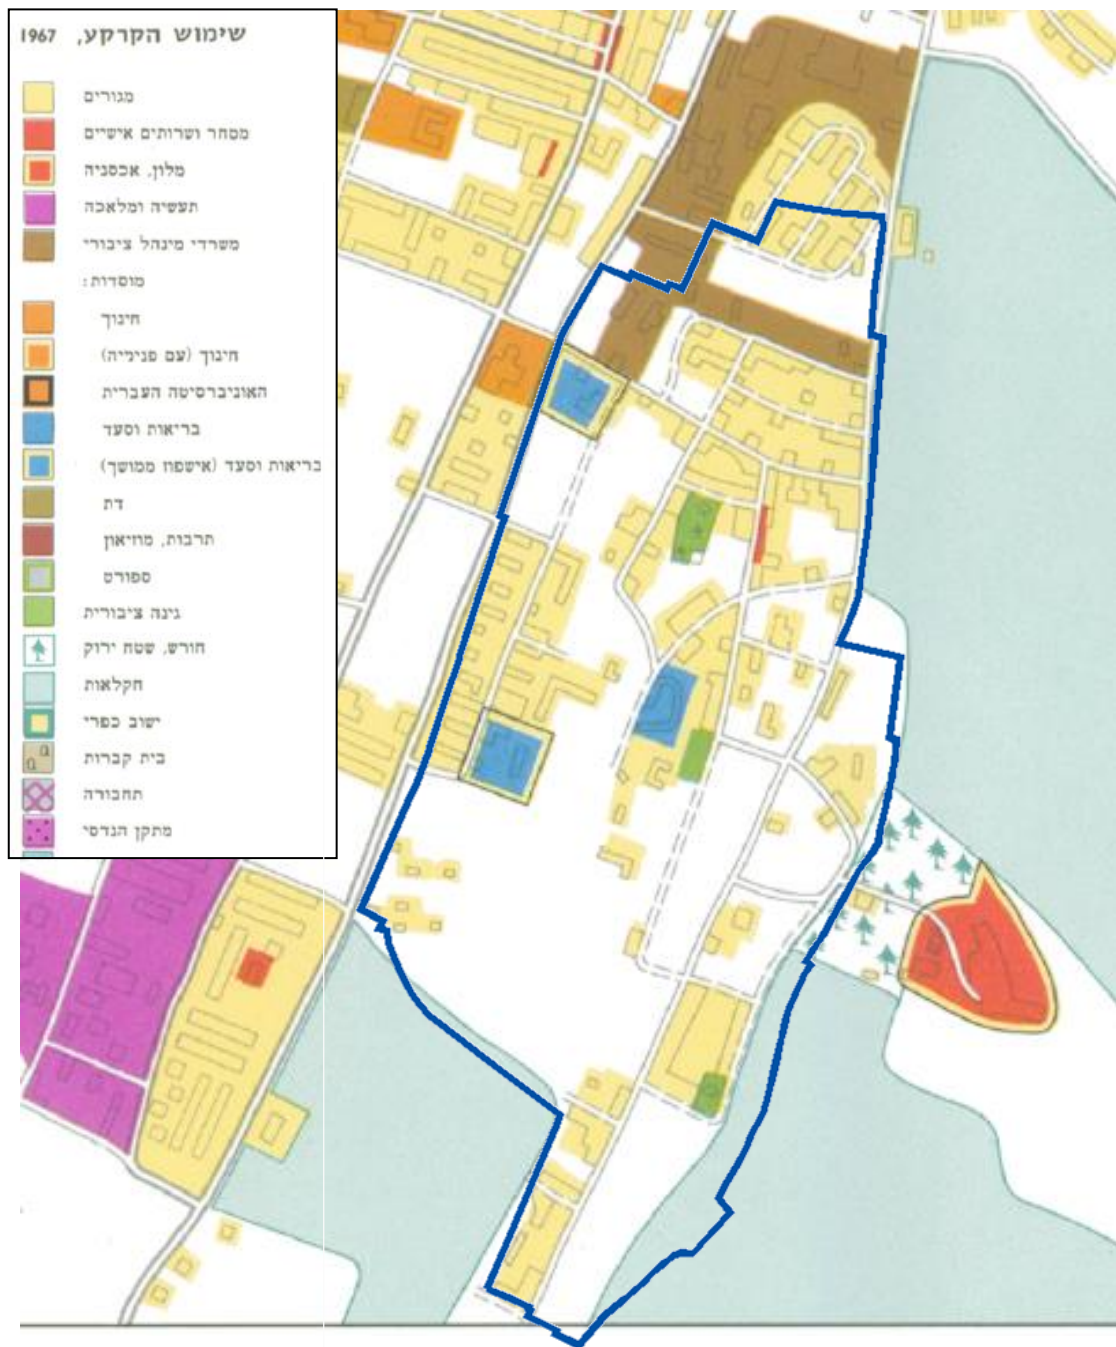 שימוש הקרקע, 1967
מגורים
מסחר ושרותים אישיים
מלון, אכסניה
תעשיה ומלאכה
משרדי מינהל ציבורי
מוסדות:
חינוך
חינוך (עם פנימיה)
האוניברסיטה העברית
בריאות וסעד
בריאות וסעד (אישפוז ממושך)
דת
תרבות, מוזיאון
ספורט
גינה ציבורית
חורש, שטח ירוק
חקלאות
ישוב כפרי
בית קברות
תחבורה
מתקן הנדסי